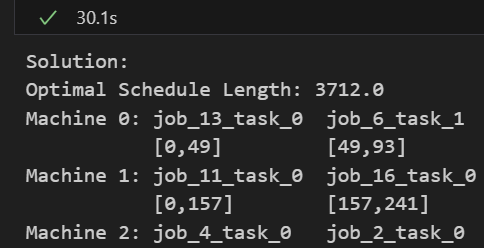 30.1s
Solution:
Optimal Schedule Length: 3712.0
Machine 0: job_13_task_0  job_6_task_1
           [0,49]         [49,93]
Machine 1: job_11_task_0  job_16_task_0
           [0,157]        [157,241]
Machine 2: job_4_task_0   job_2_task_0